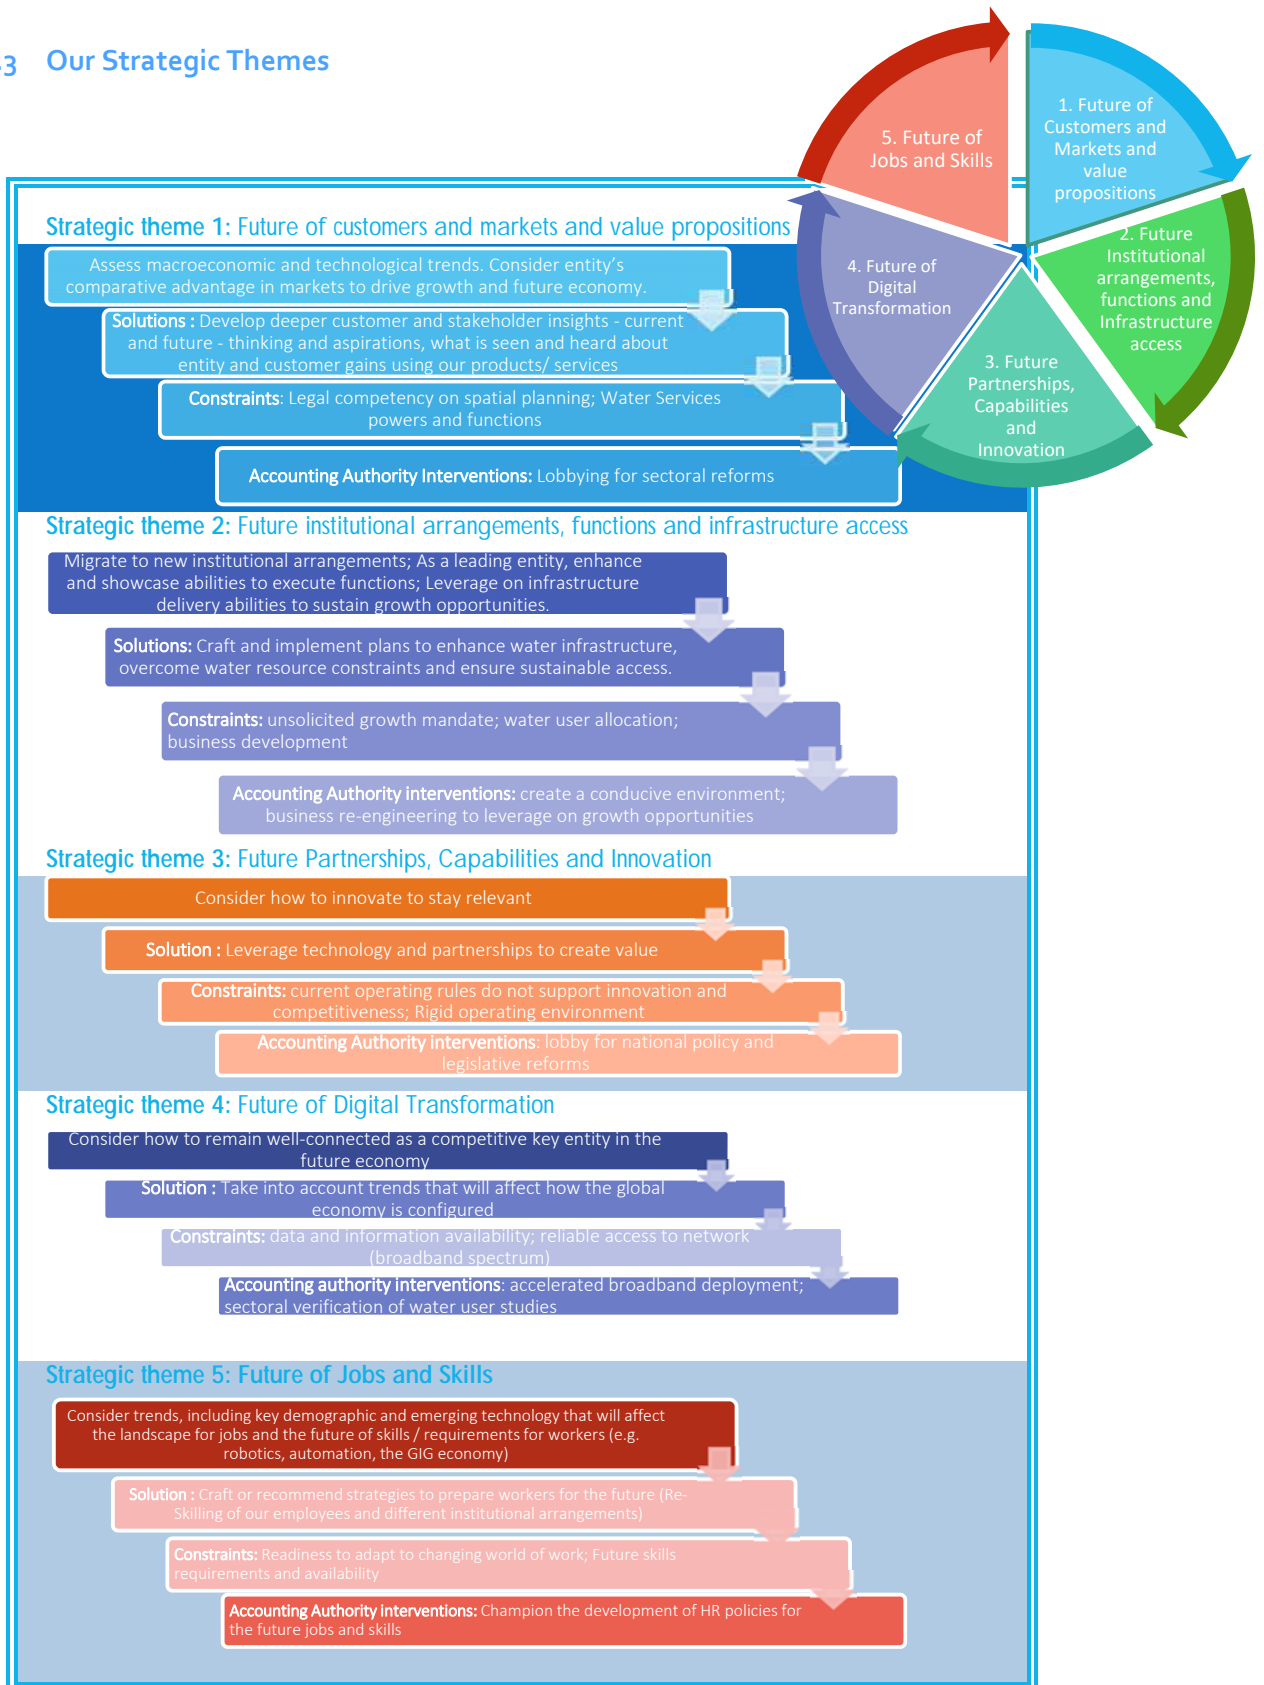 .3 Our Strategic Themes
1. Future of
Customers and
Markets and
value
propositions
2. Future
Institutional
arrangements,
functions and
Infrastructure
access
3. Future
Partnerships,
Capabilities
and
Innovation
4. Future of
Digital
Transformation
5. Future of
Jobs and Skills
Strategic theme 1: Future of customers and markets and value propositions
Assess macroeconomic and technological trends. Consider entity’s
comparative advantage in markets to drive growth and future economy.
Solutions : Develop deeper customer and stakeholder insights - current
and future - thinking and aspirations, what is seen and heard about
entity and customer gains using our products/ services
Constraints: Legal competency on spatial planning; Water Services
powers and functions
Accounting Authority Interventions: Lobbying for sectoral reforms
Strategic theme 2: Future institutional arrangements, functions and infrastructure access
Migrate to new institutional arrangements; As a leading entity, enhance
and showcase abilities to execute functions; Leverage on infrastructure
delivery abilities to sustain growth opportunities.
Solutions: Craft and implement plans to enhance water infrastructure,
overcome water resource constraints and ensure sustainable access.
Constraints: unsolicited growth mandate; water user allocation;
business development
Accounting Authority interventions: create a conducive environment;
business re-engineering to leverage on growth opportunities
Strategic theme 3: Future Partnerships, Capabilities and Innovation
Consider how to innovate to stay relevant
Solution : Leverage technology and partnerships to create value
Constraints: current operating rules do not support innovation and
competitiveness; Rigid operating environment
Accounting Authority interventions: lobby for national policy and
legislative reforms
Strategic theme 4: Future of Digital Transformation
Consider how to remain well-connected as a competitive key entity in the
future economy
Solution : Take into account trends that will affect how the global
economy is configured
Constraints: data and information availability; reliable access to network
(broadband spectrum)
Accounting authority interventions: accelerated broadband deployment;
sectoral verification of water user studies
Strategic theme 5: Future of Jobs and Skills
Consider trends, including key demographic and emerging technology that will affect
the landscape for jobs and the future of skills / requirements for workers (e.g.
robotics, automation, the GIG economy)
Solution : Craft or recommend strategies to prepare workers for the future (Re-
Skilling of our employees and different institutional arrangements)
Constraints: Readiness to adapt to changing world of work; Future skills
requirements and availability
Accounting Authority interventions: Champion the development of HR policies for
the future jobs and skills